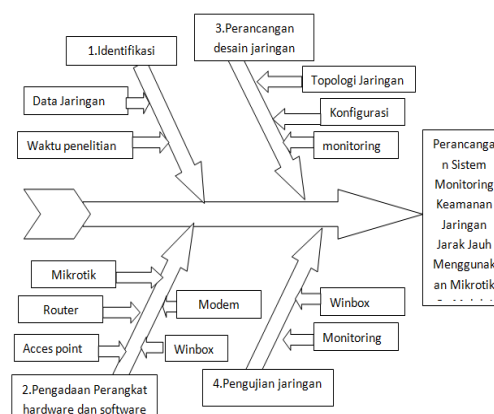 1.Identifikasi
Data Jaringan
Waktu penelitian
3.Perancangan
desain jaringan
Topologi Jaringan
Konfigurasi
monitoring
Perancanga
n Sistem
Monitoring
Keamanan
Jaringan
Jarak Jauh
Menggunak
an Mikrotik
Mikrotik
Router
Acces point
Modem
Winbox
2.Pengadaan Perangkat
hardware dan software
Winbox
Monitoring
4.Pengujian jaringan